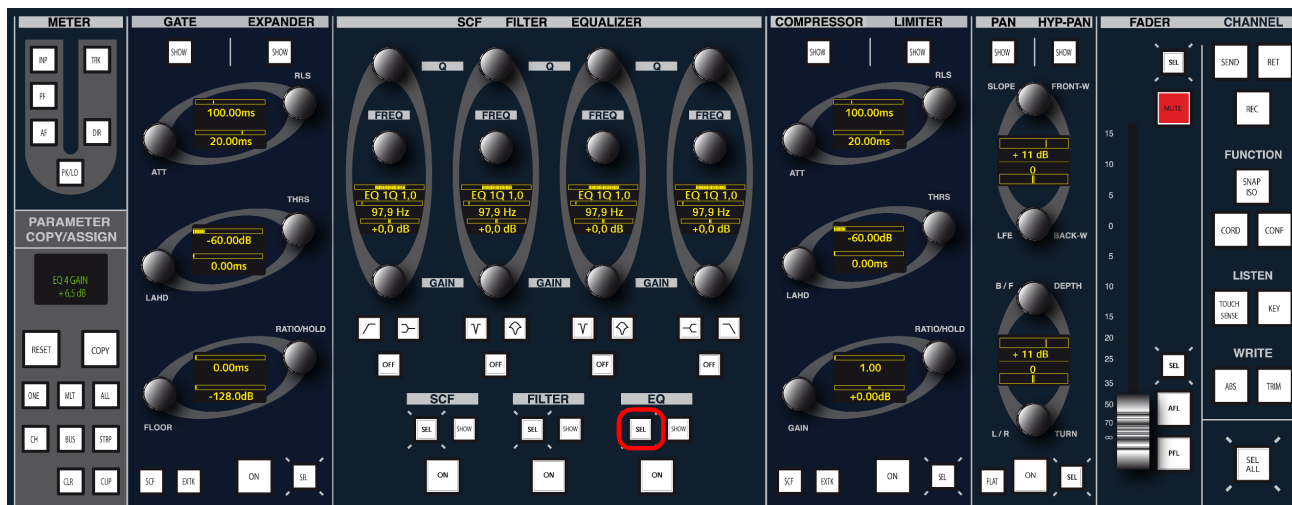 METER
GATE EXPANDER
SCF FILTER EQUALIZER
COMPRESSOR LIMITER
PAN HYP-PAN
FADER
CHANNEL
INP
TRK
PF
AF
DIR
PK/LD
PARAMETER
COPY/ASSIGN
EQ 4 GAIN
+ 6,5 dB
RESET
COPY
ONE
MLT
ALL
CH
BUS
STRP
CLR
CLIP
SHOW
SHOW
RLS
100.00ms
20.00ms
ATT
THRS
-60.00dB
0.00ms
LAHD
RATIO/HOLD
0.00ms
-128.0dB
FLOOR
SCF
EXTK
ON
SEL
Q
Q
Q
FREQ
FREQ
FREQ
FREQ
EQ 1Q 1,0
97,9 Hz
+0,0 dB
EQ 1Q 1,0
97,9 Hz
+0,0 dB
EQ 1Q 1,0
97,9 Hz
+0,0 dB
EQ 1Q 1,0
97,9 Hz
+0,0 dB
GAIN
GAIN
GAIN
OFF
OFF
OFF
OFF
SCF
FILTER
EQ
SEL
SHOW
SEL
SHOW
SEL
SHOW
ON
ON
ON
SHOW
SHOW
RLS
100.00ms
20.00ms
ATT
THRS
-60.00dB
0.00ms
LAHD
RATIO/HOLD
1.00
+0.00dB
GAIN
SCF
EXTK
ON
SEL
SHOW
SHOW
SLOPE
FRONT-W
+ 11 dB
0
LFE
BACK-W
B / F
DEPTH
+ 11 dB
0
L / R
TURN
FLAT
ON
SEL
SEL
MUTE
15
10
5
0
5
10
15
20
25
35
50
70
∞
SEL
AFL
PFL
SEND
RET
REC
FUNCTION
SNAP
ISO
CORD
CONF
LISTEN
TOUCH
SENSE
KEY
WRITE
ABS
TRIM
SEL
ALL